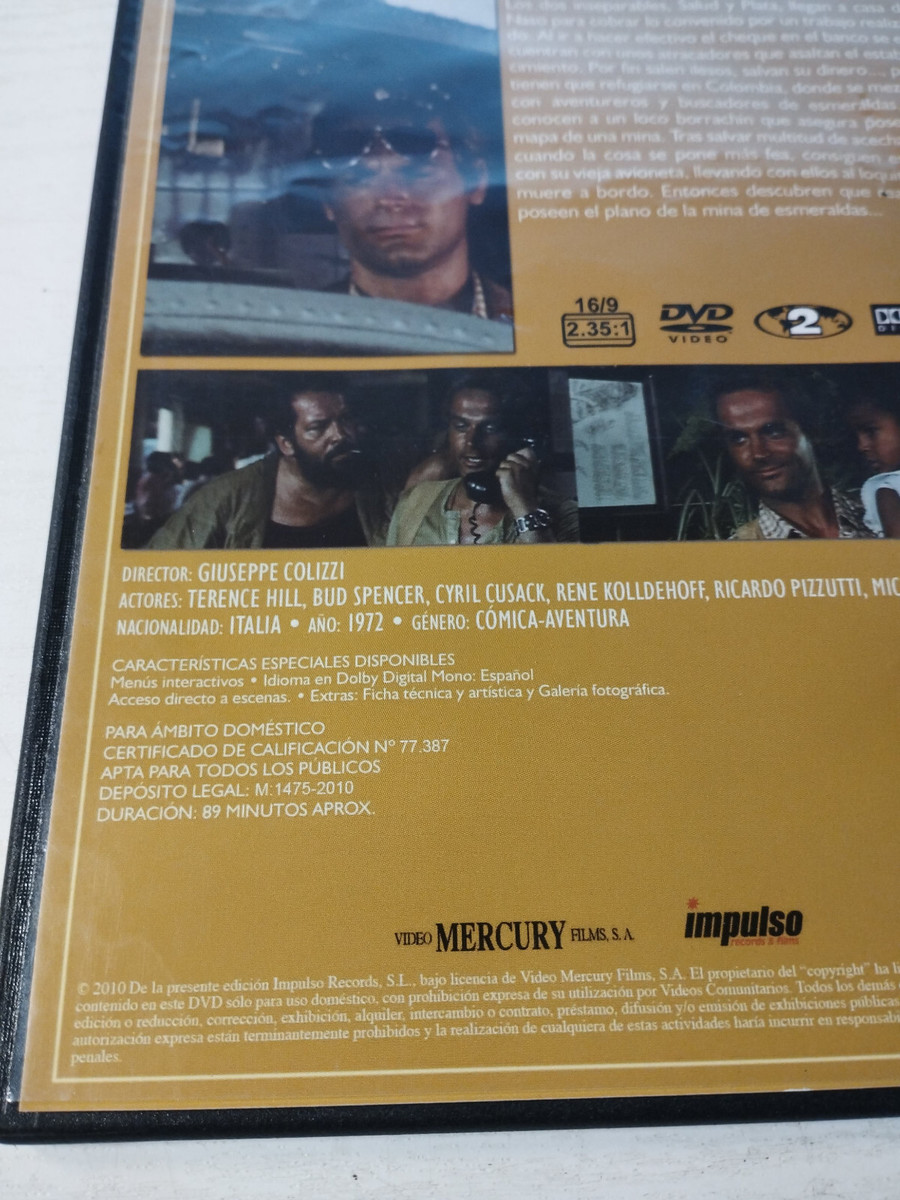 Los dos inseparables, Salud y Plata, llegan a casa d
Naso para cobrar lo convenido por un trabajo realiz
do. Al ir a hacer efectivo el cheque en el banco se
cuentran con unos atracadores que asaltan el estab
cimiento. Por fin salen ilesos, salvan su dinero...
tienen que refugiarse en Colombia, donde se mez
con aventureros y buscadores de esmeraldas
conocen a un loco borrachín que asegura pose
mapa de una mina. Tras salvar multitud de acech
cuando la cosa se pone más fea, consiguen es
con su vieja avioneta, llevando con ellos al loqui
muere a bordo. Entonces descubren que
poseen el plano de la mina de esmeraldas...
16/9
2.35:1
DVD
VIDEO
2
DIRECTOR: GIUSEPPE COLIZZI
ACTORES: TERENCE HILL, BUD SPENCER, CYRIL CUSACK, RENE KOLLDEHOFF, RICARDO PIZZUTTI, MIC
NACIONALIDAD: ITALIA • AÑO: 1972 • GÉNERO: CÓMICA-AVENTURA
CARACTERÍSTICAS ESPECIALES DISPONIBLES
Menús interactivos • Idioma en Dolby Digital Mono: Español
Acceso directo a escenas. • Extras: Ficha técnica y artística y Galería fotográfica.
PARA ÁMBITO DOMÉSTICO
CERTIFICADO DE CALIFICACIÓN Nº 77.387
APTA PARA TODOS LOS PÚBLICOS
DEPÓSITO LEGAL: M:1475-2010
DURACIÓN: 89 MINUTOS APROX.
VIDEO MERCURY FILMS, S.A.
impulso
records & films
© 2010 De la presente edición Impulso Records, S.L., bajo licencia de Video Mercury Films, S.A. El propietario del "copyright" ha li
contenido en este DVD sólo para uso doméstico, con prohibición expresa de su utilización por Videos Comunitarios. Todos los demás
edición o reducción, corrección, exhibición, alquiler, intercambio o contrato, préstamo, difusión y/o emisión de exhibiciones públicas
autorización expresa están terminantemente prohibidos y la realización de cualquiera de estas actividades haría incurrir en responsabi
penales.